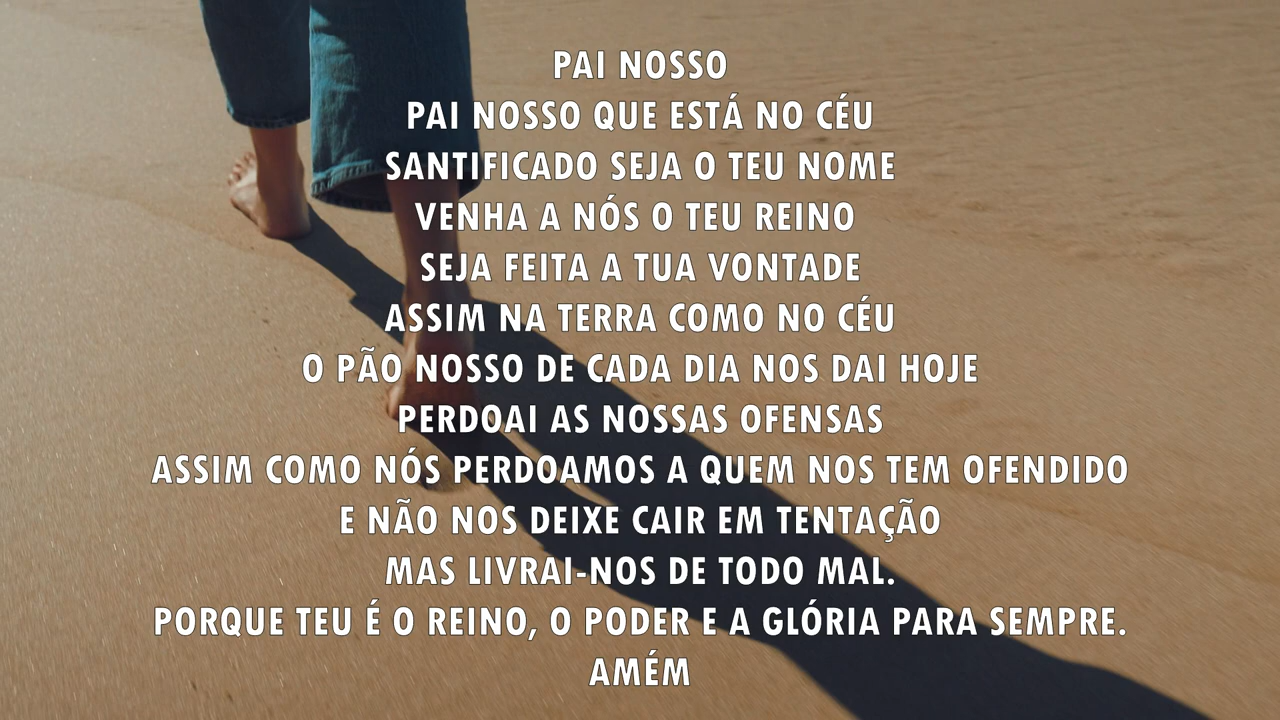 PAI NOSSO
PAI NOSSO QUE ESTÁ NO CÉU
SANTIFICADO SEJA O TEU NOME
VENHA A NÓS O TEU REINO
SEJA FEITA A TUA VONTADE
ASSIM NA TERRA COMO NO CÉU
O PÃO NOSSO DE CADA DIA NOS DAI HOJE
PERDOAI AS NOSSAS OFENSAS
ASSIM COMO NÓS PERDOAMOS A QUEM NOS TEM OFENDIDO
E NÃO NOS DEIXE CAIR EM TENTAÇÃO
MAS LIVRAI-NOS DE TODO MAL.
PORQUE TEU É O REINO, O PODER E A GLÓRIA PARA SEMPRE.
AMÉM